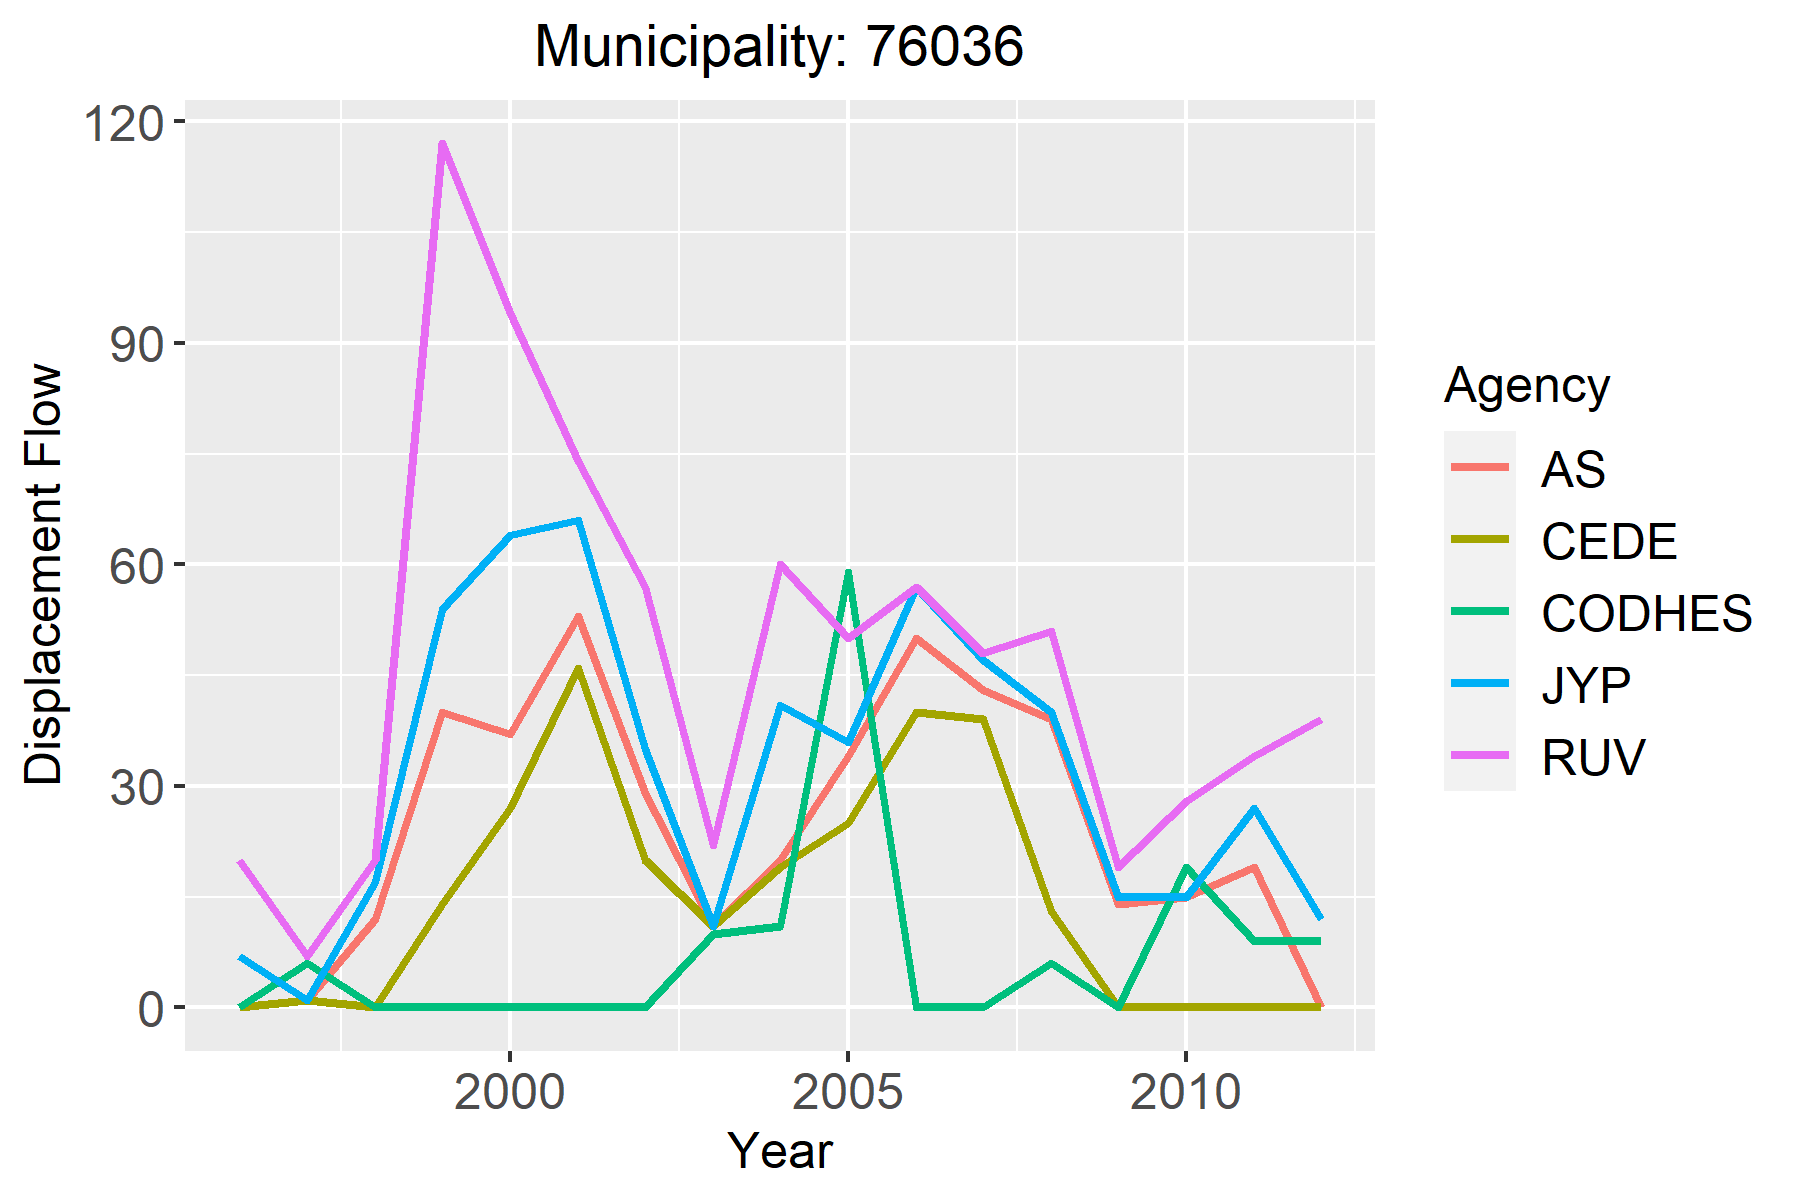 Municipality: 76036
120
90
60
30
0
Displacement Flow
2000 2005 2010
Year
Agency
AS
CEDE
CODHES
JYP
RUV